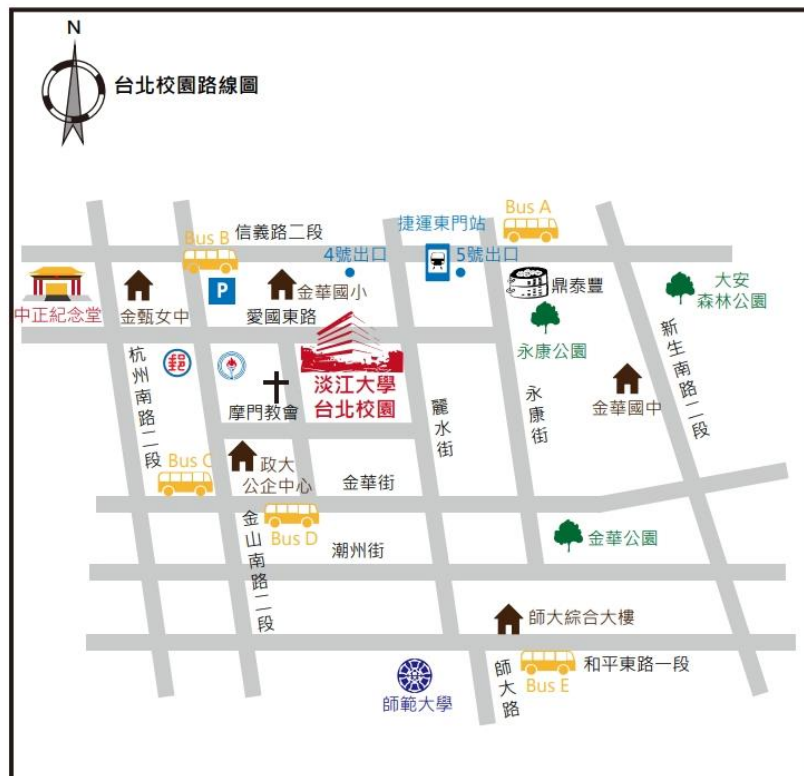 N
台北校園路線圖
Bus A
捷運東門站
Bus B
信義路二段
4號出口
5號出口
P
金華國小
鼎泰豐
大安
森林公園
中正紀念堂
金甄女中
愛國東路
永康公園
新生南路二段
杭州南路二段
郵
淡江大學
台北校園
摩門教會
麗水街
永康街
金華國中
Bus C
政大
公企中心
金華街
金山南路二段
Bus D
潮州街
金華公園
師大綜合大樓
師大路
Bus E
和平東路一段
師範大學